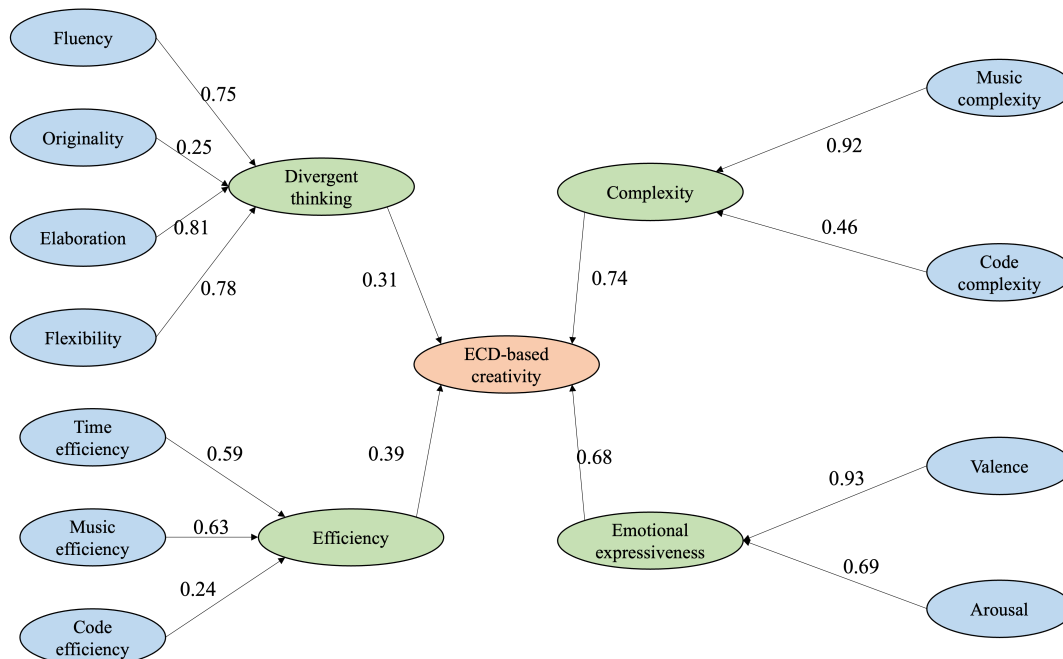 Fluency
0.75
Originality
0.25
Divergent
thinking
Elaboration
0.81
Flexibility
0.78
0.31
Music
complexity
0.92
Complexity
0.46
Code
complexity
0.74
ECD-based
creativity
Time
efficiency
0.59
0.39
Music
efficiency
0.63
Efficiency
Code
efficiency
0.24
0.68
Valence
0.93
Emotional
expressiveness
0.69
Arousal